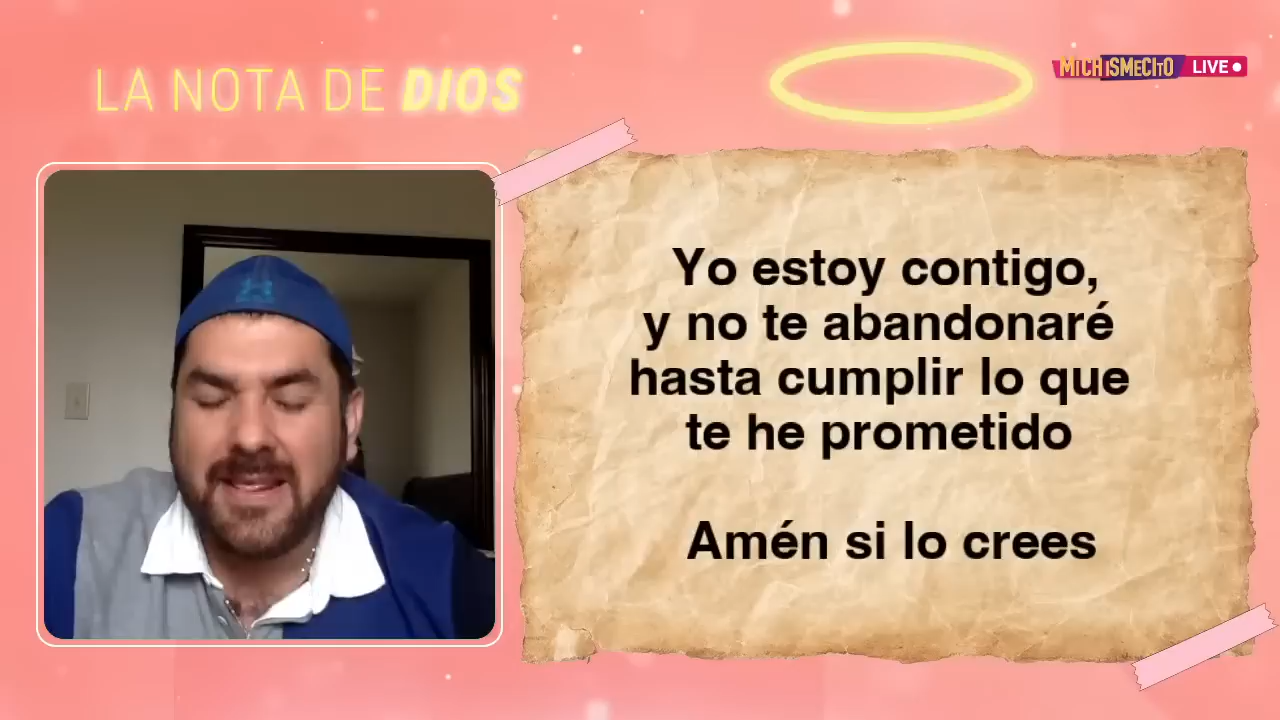 LA NOTA DE DIOS
MICHISMECITO LIVE
Yo estoy contigo,
y no te abandonaré
hasta cumplir lo que
te he prometido
Amén si lo crees